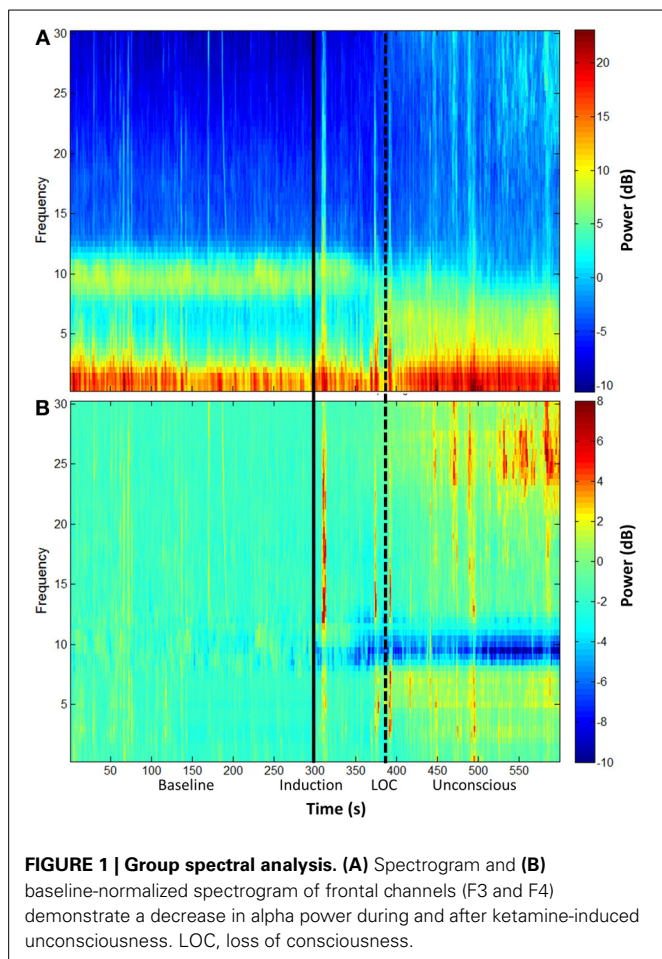 A
30
25
20
15
10
5
Frequency
20
15
10
5
0
-5
-10
Power (dB)
B
30
25
20
15
10
5
Frequency
8
6
4
2
0
-2
-4
-6
-8
-10
Power (dB)
50 100 150 200 250 300 350 400 450 500 550
Baseline Induction LOC Unconscious
Time (s)
FIGURE 1 | Group spectral analysis. (A) Spectrogram and (B)
baseline-normalized spectrogram of frontal channels (F3 and F4)
demonstrate a decrease in alpha power during and after ketamine-induced
unconsciousness. LOC, loss of consciousness.